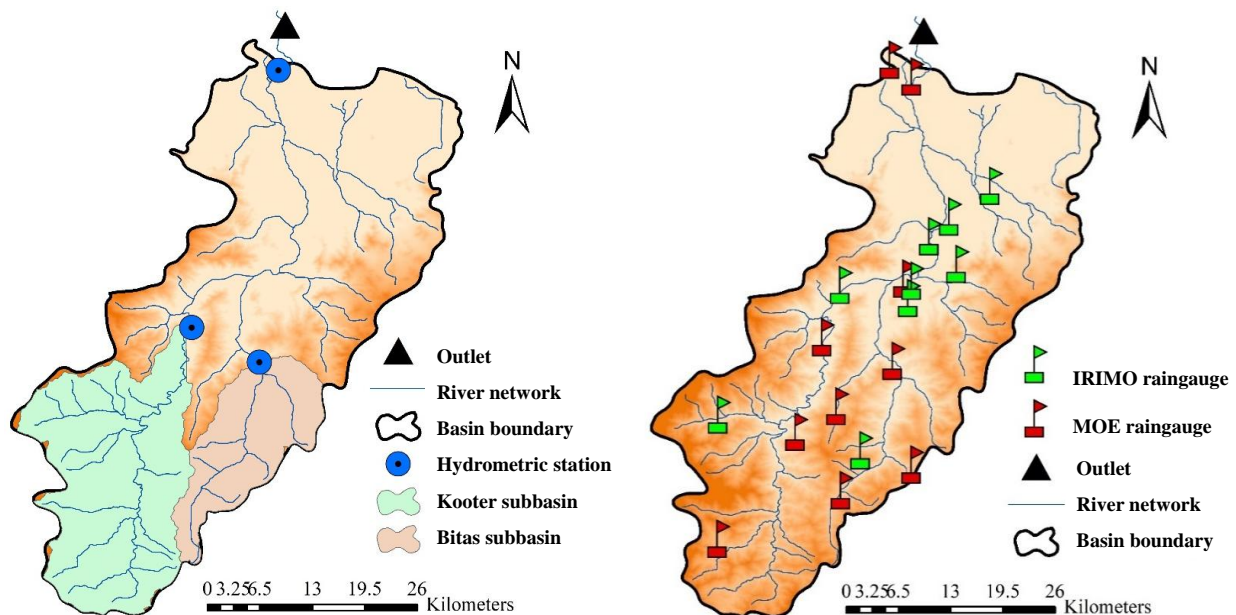 N
Outlet
River network
Basin boundary
Hydrometric station
Kooter subbasin
Bitas subbasin
0 3.25 6.5 13 19.5 26
Kilometers
N
IRIMO raingauge
MOE raingauge
Outlet
River network
Basin boundary
0 3.25 6.5 13 19.5 26
Kilometers